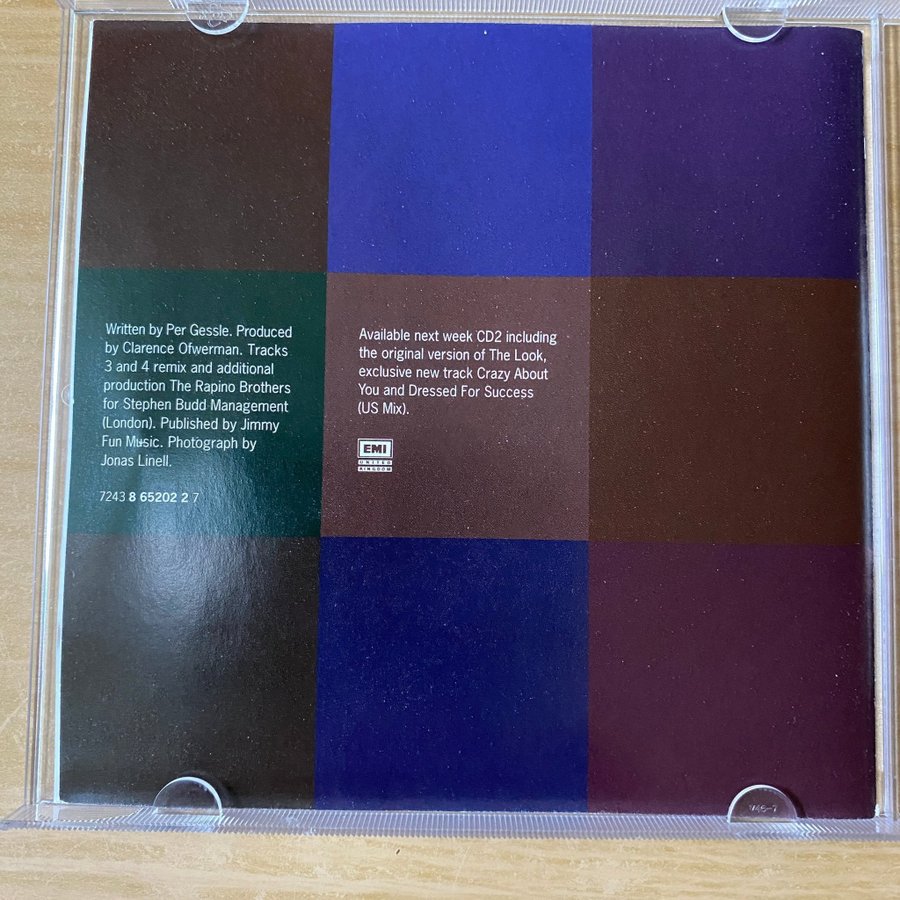 Written by Per Gessle. Produced
by Clarence Ofwerman. Tracks
3 and 4 remix and additional
production The Rapino Brothers
for Stephen Budd Management
(London). Published by Jimmy
Fun Music. Photograph by
Jonas Linell.
7243 8 65202 2 7
Available next week CD2 including
the original version of The Look,
exclusive new track Crazy About
You and Dressed For Success
(US Mix).
EMI
UNITED
KINGDOM
V46-7